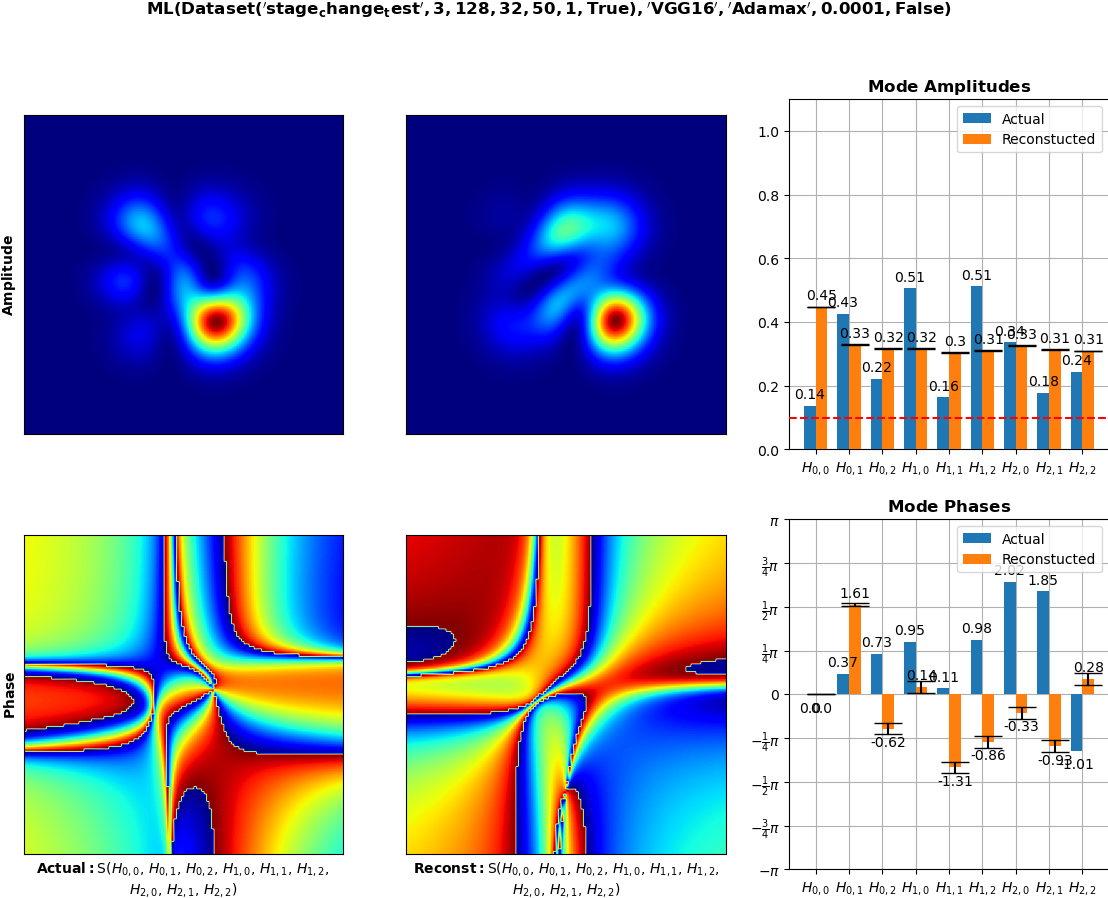 ML(Dataset('stage_change_test', 3, 128, 32, 50, 1, True), 'VGG16', 'Adamax', 0.0001, False)
Amplitude
Mode Amplitudes
Actual
Reconstucted
1.0
0.8
0.6
0.4
0.2
0.0
0.14
0.45
0.43
0.33
0.22
0.32
0.51
0.32
0.16
0.3
0.51
0.31
0.34
0.33
0.18
0.31
0.24
0.31
H0,0 H0,1 H0,2 H1,0 H1,1 H1,2 H2,0 H2,1 H2,2
Phase
Actual: S(H0,0, H0,1, H0,2, H1,0, H1,1, H1,2,
H2,0, H2,1, H2,2)
Reconst: S(H0,0, H0,1, H0,2, H1,0, H1,1, H1,2,
H2,0, H2,1, H2,2)
Mode Phases
Actual
Reconstucted
π
3/4π
1/2π
1/4π
0
−1/4π
−1/2π
−3/4π
−π
0.0
0.0
0.37
1.61
0.73
-0.62
0.95
0.14
0.11
-1.31
0.98
-0.86
2.02
-0.33
1.85
-0.93
-1.01
0.28
H0,0 H0,1 H0,2 H1,0 H1,1 H1,2 H2,0 H2,1 H2,2